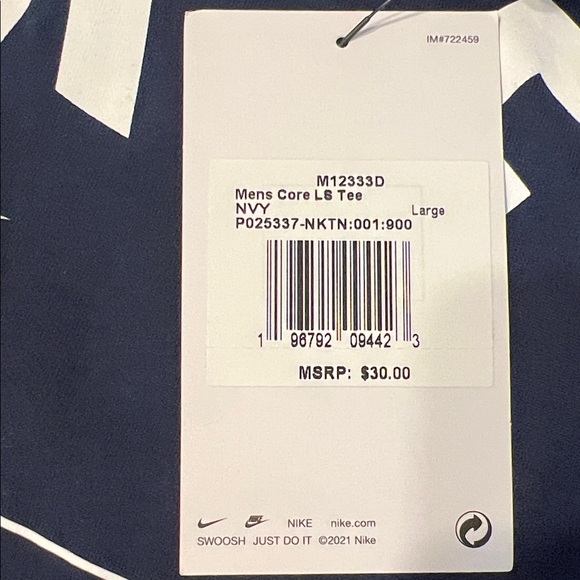 IM#722459
M12333D
Mens Core LS Tee
NVY Large
P025337-NKTN:001:900
1 96792 09442 3
MSRP: $30.00
NIKE nike.com
SWOOSH JUST DO IT ©2021 Nike